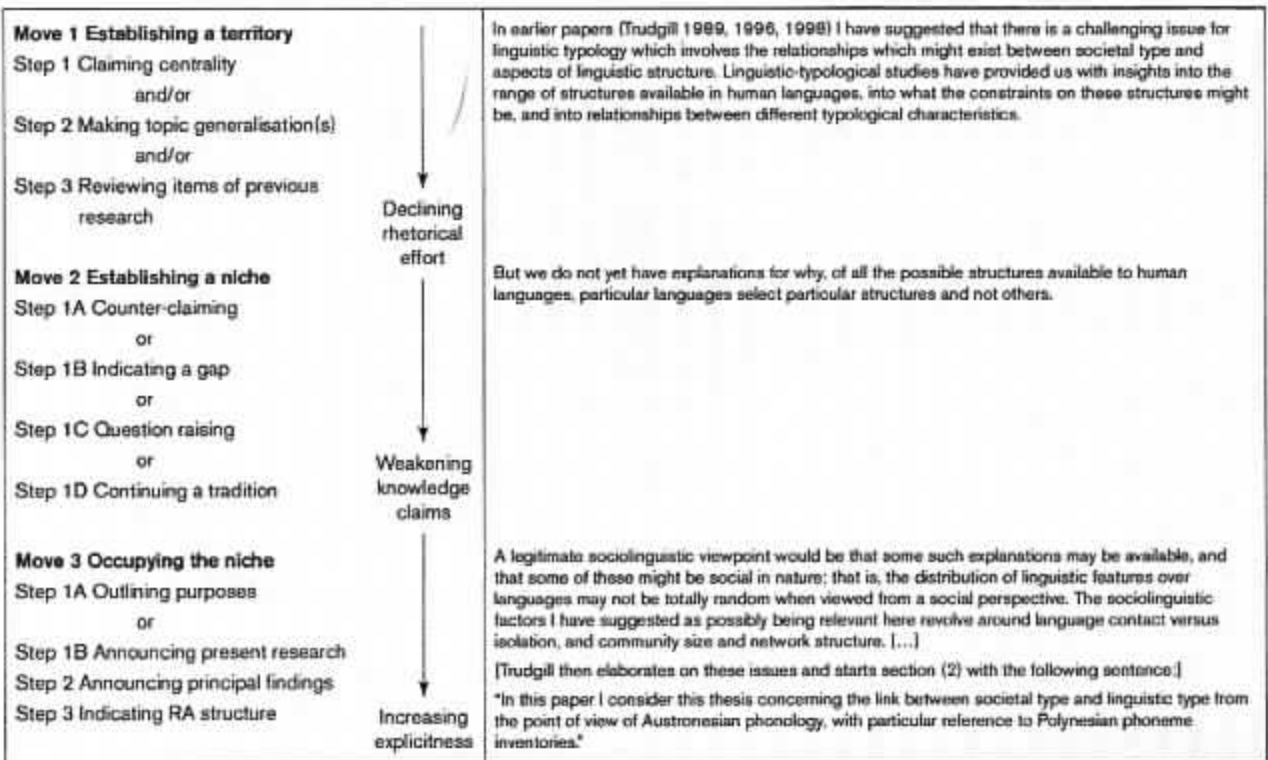 Move 1 Establishing a territory
Step 1 Claiming centrality
and/or
Step 2 Making topic generalisation(s)
and/or
Step 3 Reviewing items of previous
research
Declining
rhetorical
effort
In earlier papers (Trudgill 1989, 1996, 1998) I have suggested that there is a challenging issue for
linguistic typology which involves the relationships which might exist between societal type and
aspects of linguistic structure. Linguistic-typological studies have provided us with insights into the
range of structures available in human languages, into what the constraints on these structures might
be, and into relationships between different typological characteristics.
Move 2 Establishing a niche
Step 1A Counter-claiming
or
Step 1B Indicating a gap
or
Step 1C Question raising
or
Step 1D Continuing a tradition
Weakening
knowledge
claims
But we do not yet have explanations for why, of all the possible structures available to human
languages, particular languages select particular structures and not others.
Move 3 Occupying the niche
Step 1A Outlining purposes
or
Step 1B Announcing present research
Step 2 Announcing principal findings
Step 3 Indicating RA structure
Increasing
explicitness
A legitimate sociolinguistic viewpoint would be that some such explanations may be available, and
that some of these might be social in nature; that is, the distribution of linguistic features over
languages may not be totally random when viewed from a social perspective. The sociolinguistic
factors I have suggested as possibly being relevant here revolve around language contact versus
isolation, and community size and network structure. [...]
[Trudgill then elaborates on these issues and starts section (2) with the following sentence:]
"In this paper I consider this thesis concerning the link between societal type and linguistic type from
the point of view of Austronesian phonology, with particular reference to Polynesian phoneme
inventories."